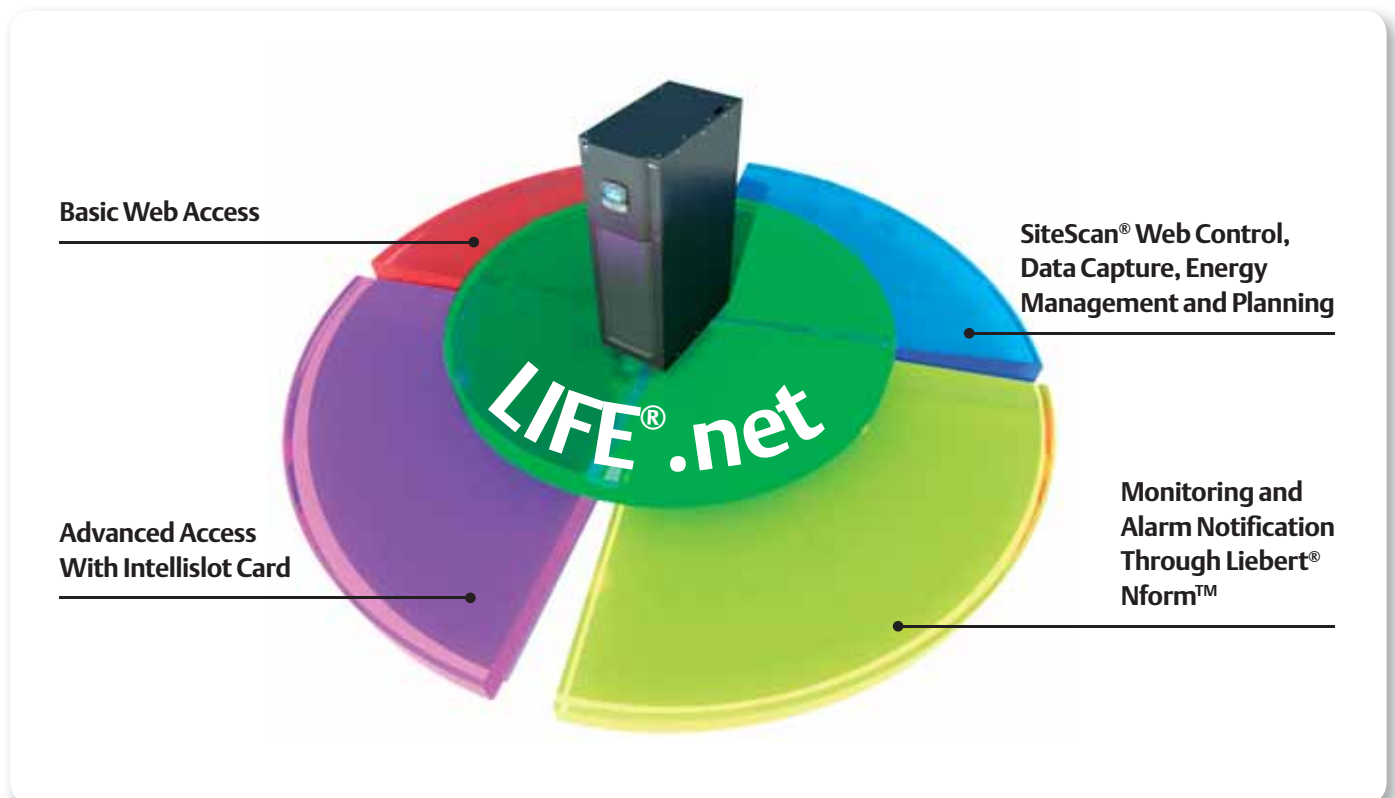 Basic Web Access
SiteScan® Web Control,
Data Capture, Energy
Management and Planning
LIFE®.net
Advanced Access
With Intellislot Card
Monitoring and
Alarm Notification
Through Liebert®
Nform™